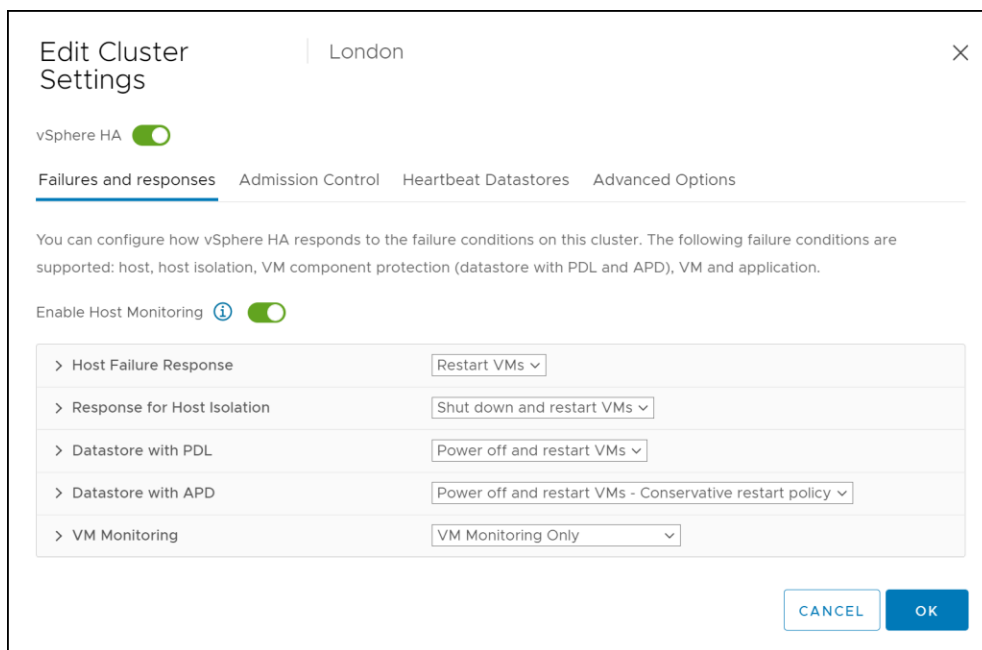 Edit Cluster Settings
London
vSphere HA
Failures and responses Admission Control Heartbeat Datastores Advanced Options
You can configure how vSphere HA responds to the failure conditions on this cluster. The following failure conditions are
supported: host, host isolation, VM component protection (datastore with PDL and APD), VM and application.
Enable Host Monitoring
Host Failure Response Restart VMs
Response for Host Isolation Shut down and restart VMs
Datastore with PDL Power off and restart VMs
Datastore with APD Power off and restart VMs - Conservative restart policy
VM Monitoring VM Monitoring Only
CANCEL OK